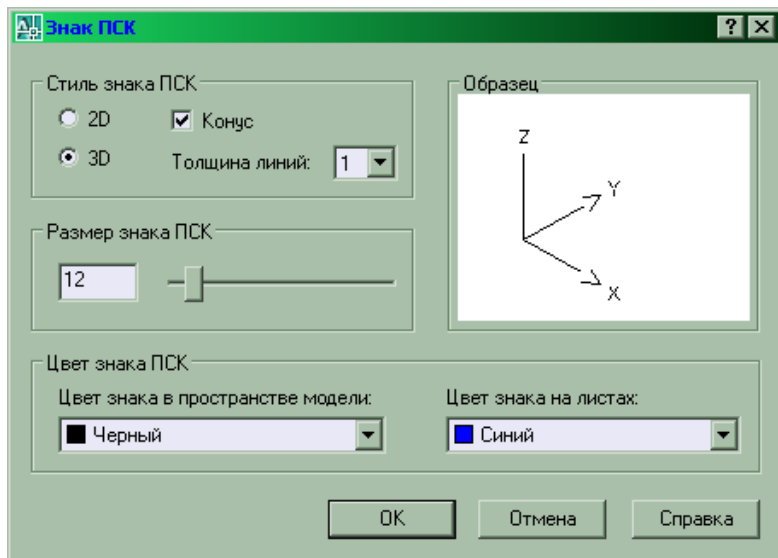 Знак ПСК
Стиль знака ПСК
2D
Конус
3D
Толщина линий: 1
Образец
Z
Y
X
Размер знака ПСК
12
Цвет знака ПСК
Цвет знака в пространстве модели:
Черный
Цвет знака на листах:
Синий
OK
Отмена
Справка